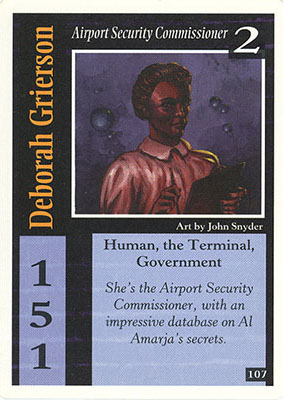 Deborah Grierson
Airport Security Commissioner 2
Art by John Snyder
Human, the Terminal,
Government
She's the Airport Security
Commissioner, with an
impressive database on Al
Amarja's secrets.
1
5
1
107